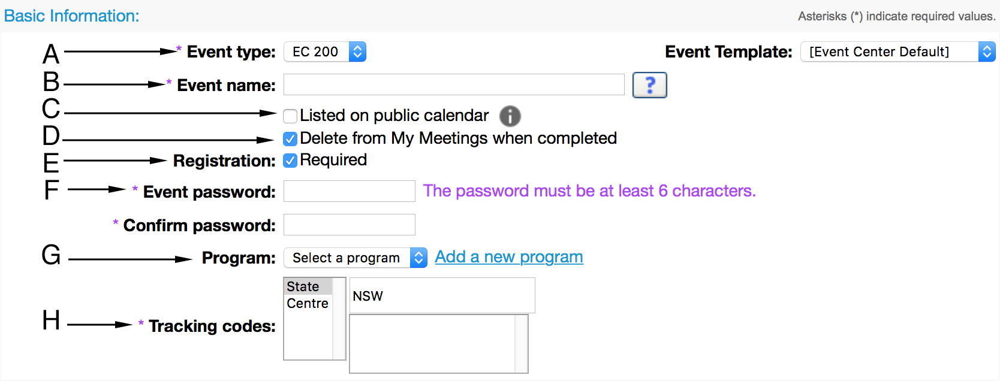 Basic Information:
Asterisks (*) indicate required values.
A * Event type: EC 200 Event Template: [Event Center Default]
B * Event name: ?
C Listed on public calendar i
D Delete from My Meetings when completed
E Registration: Required
F * Event password: The password must be at least 6 characters.
* Confirm password:
G Program: Select a program Add a new program
State
Centre
NSW
H * Tracking codes: